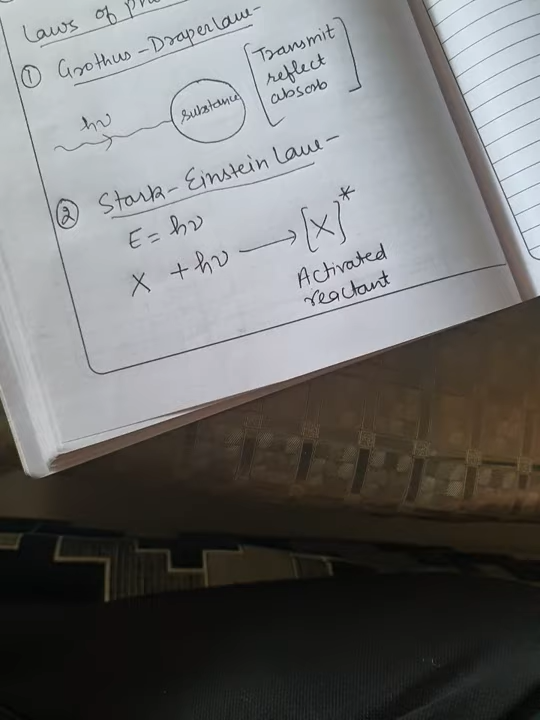 Laws of
① Grothus-Draper law-
hν
Substance
Transmit
reflect
absorb
② Stark-Einstein law-
E = hν
X + hν ⟶ [X]*
Activated
reactant